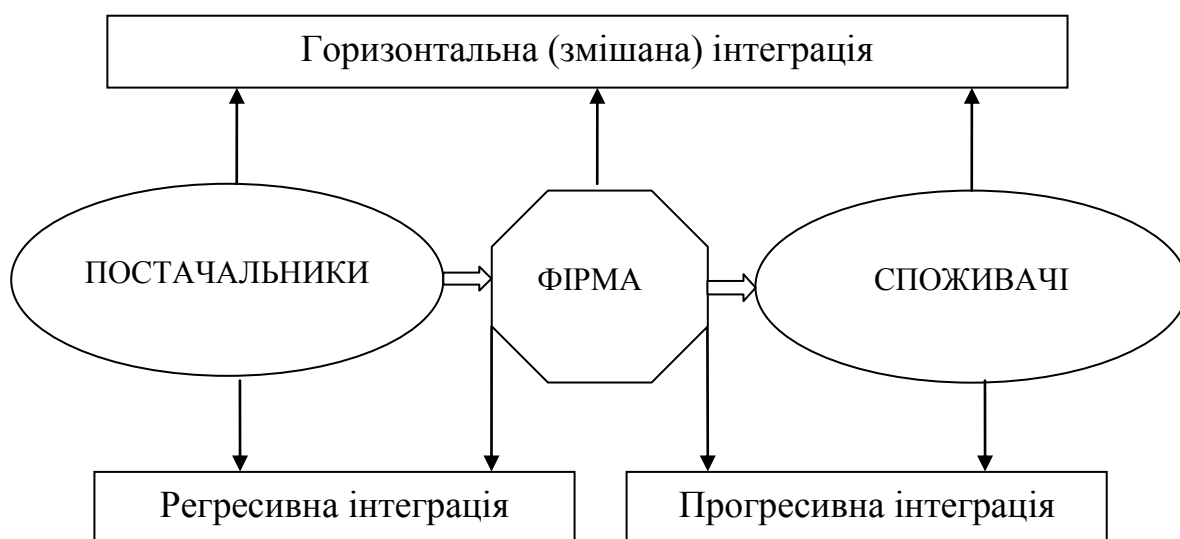 Горизонтальна (змішана) інтеграція
ПОСТАЧАЛЬНИКИ
ФІРМА
СПОЖИВАЧІ
Регресивна інтеграція
Прогресивна інтеграція